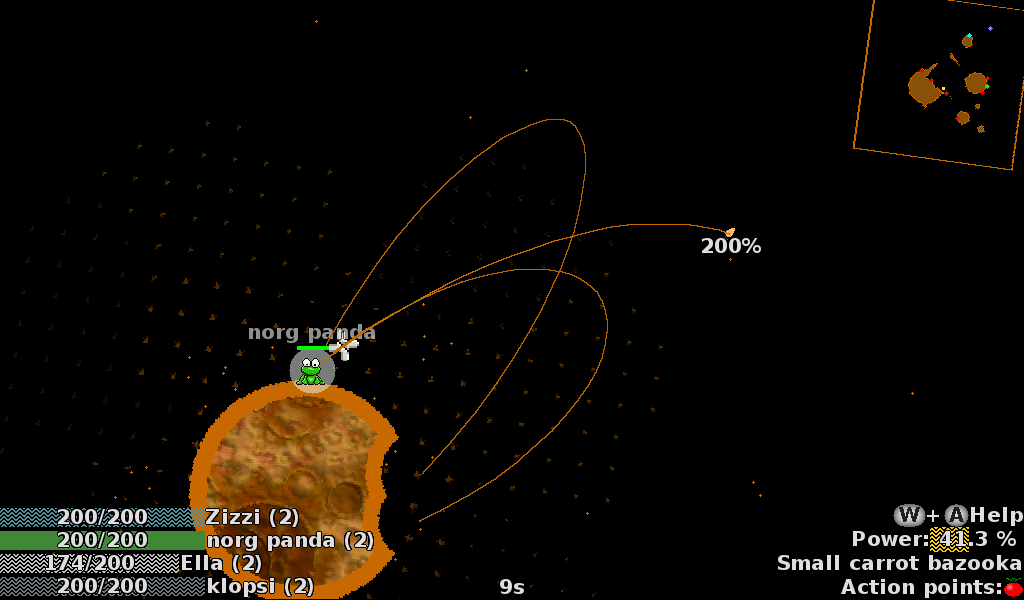 200%
norg panda
200/200 Zizzi (2)
200/200 norg panda (2)
174/200 Ella (2)
200/200 klopsi (2)
9s
W + A Help
Power: 41.3 %
Small carrot bazooka
Action points: